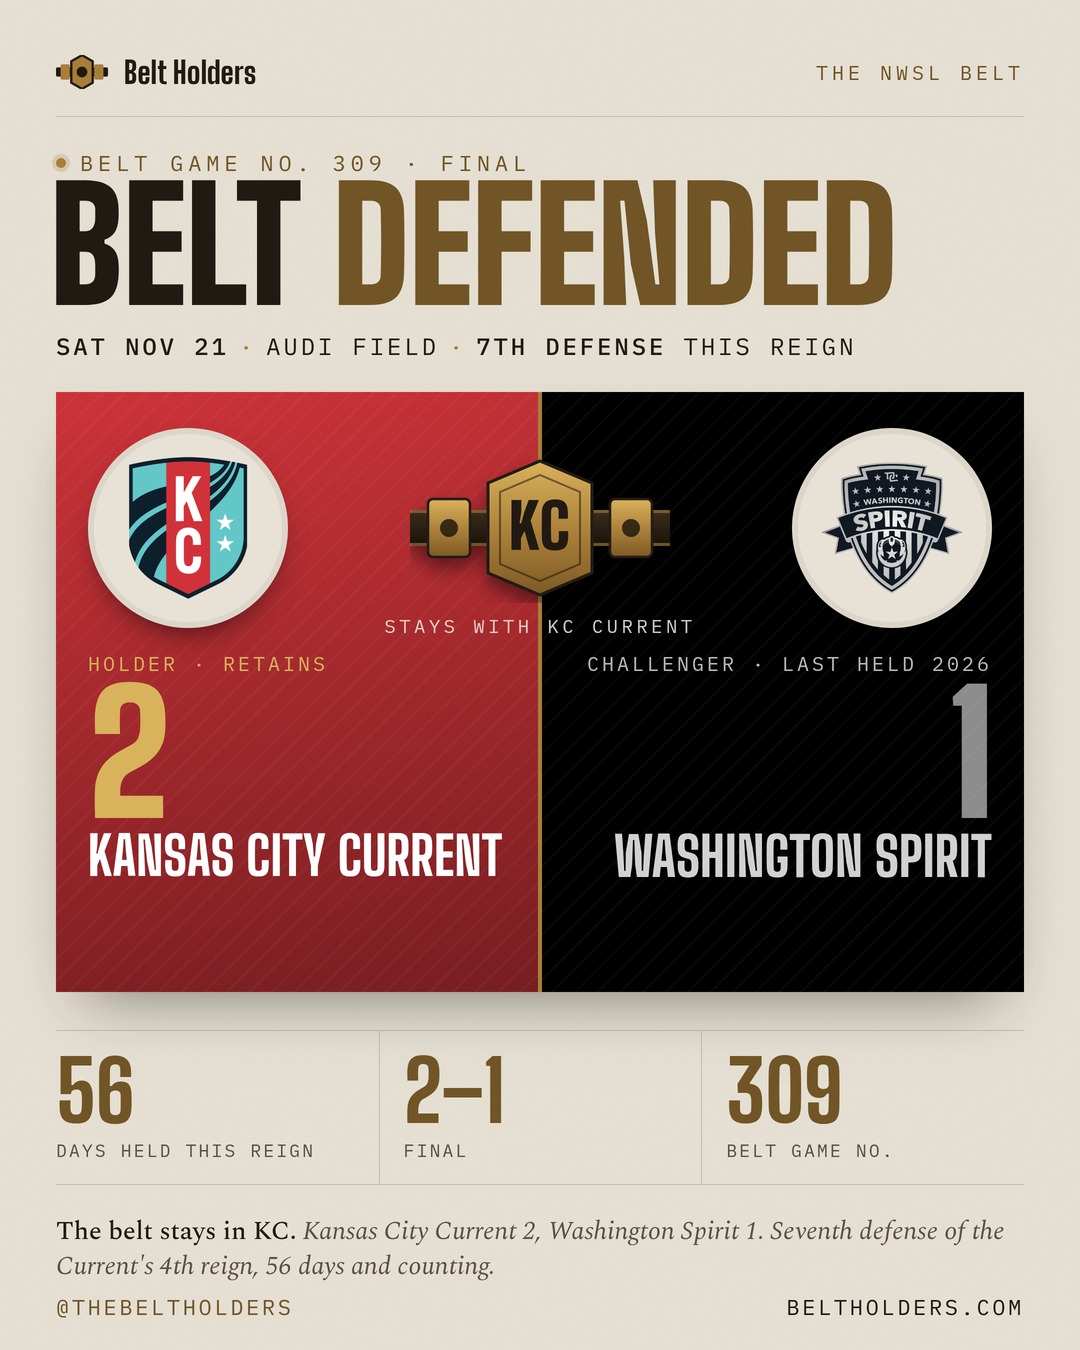 Belt Holders
THE NWSL BELT
BELT GAME NO. 309 · FINAL
BELT DEFENDED
SAT NOV 21 · AUDI FIELD · 7TH DEFENSE THIS REIGN
KC
KC
DC
WASHINGTON
SPIRIT
STAYS WITH KC CURRENT
HOLDER · RETAINS
CHALLENGER · LAST HELD 2026
2
1
KANSAS CITY CURRENT
WASHINGTON SPIRIT
56
2–1
309
DAYS HELD THIS REIGN
FINAL
BELT GAME NO.
The belt stays in KC. Kansas City Current 2, Washington Spirit 1. Seventh defense of the
Current's 4th reign, 56 days and counting.
@THEBELTHOLDERS
BELTHOLDERS.COM